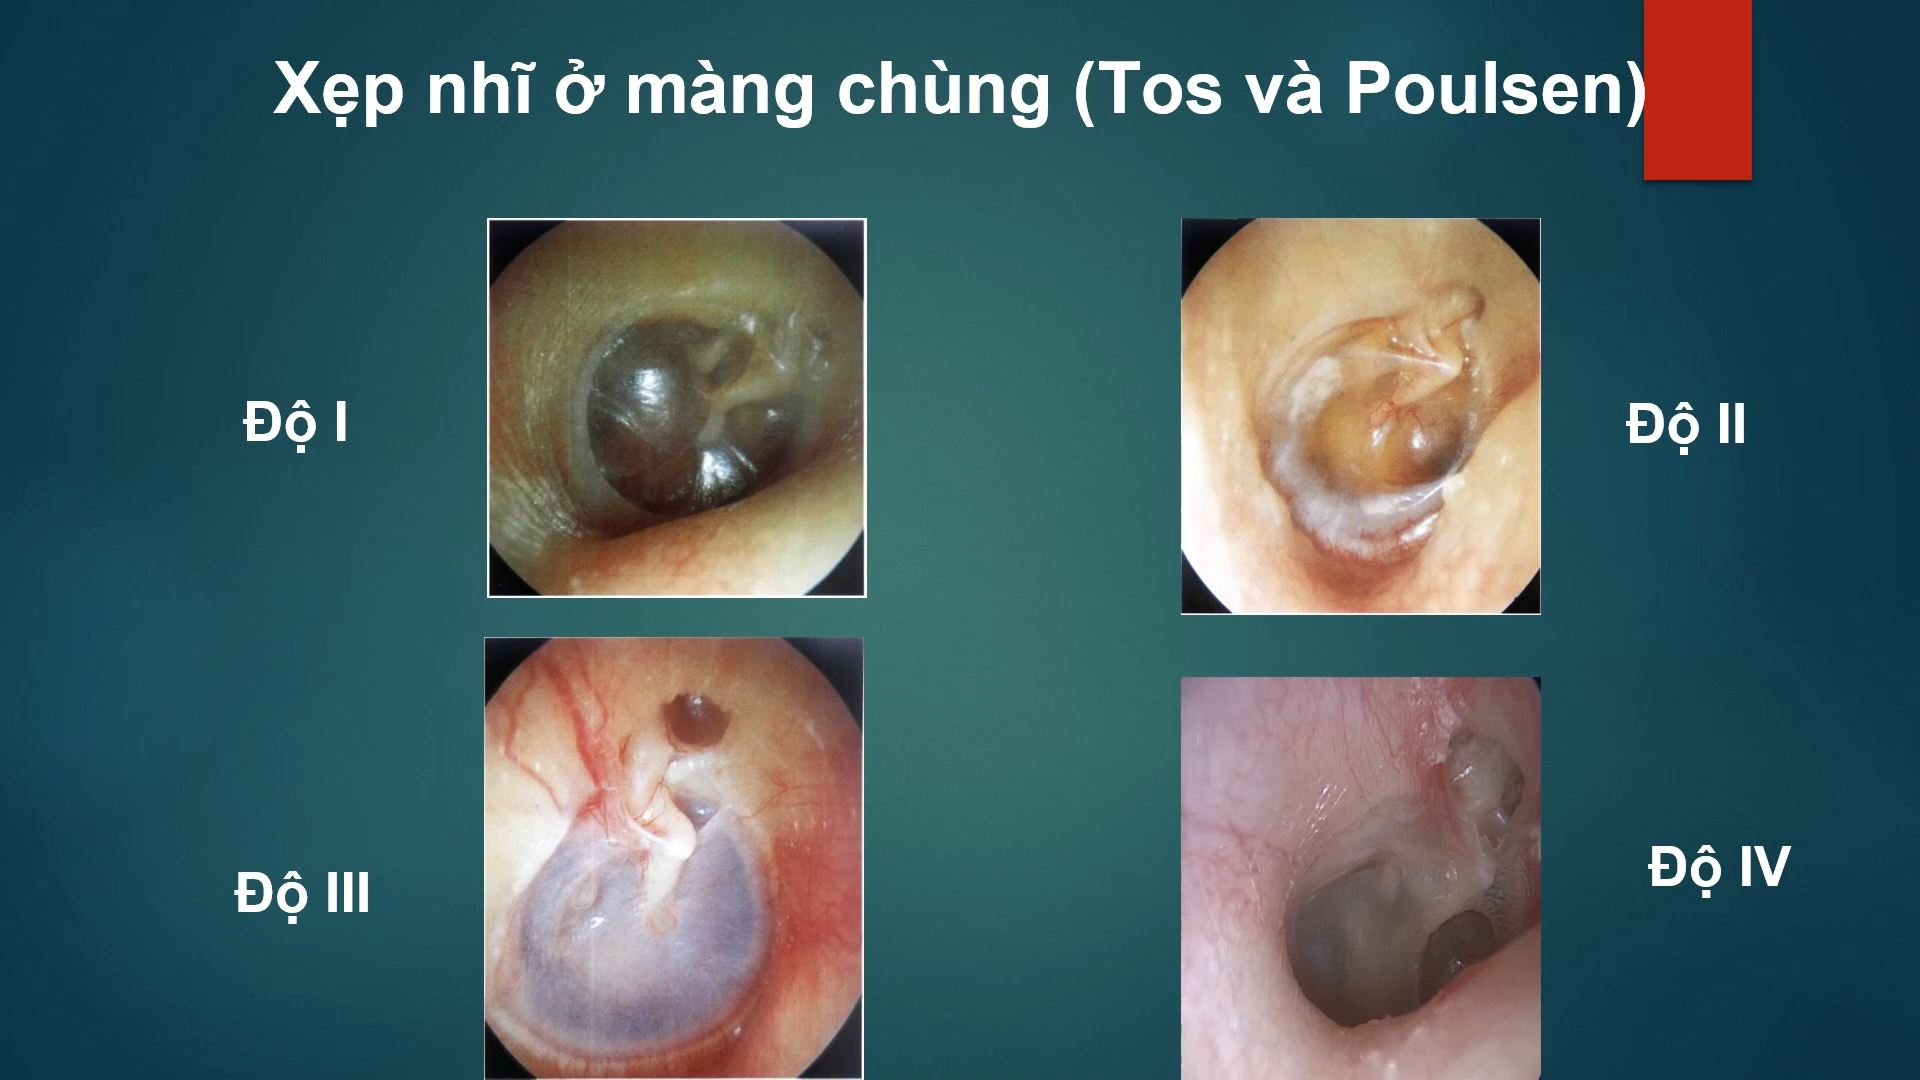 Xẹp nhĩ ở màng chùng (Tos và Poulsen)
Độ I
Độ II
Độ III
Độ IV